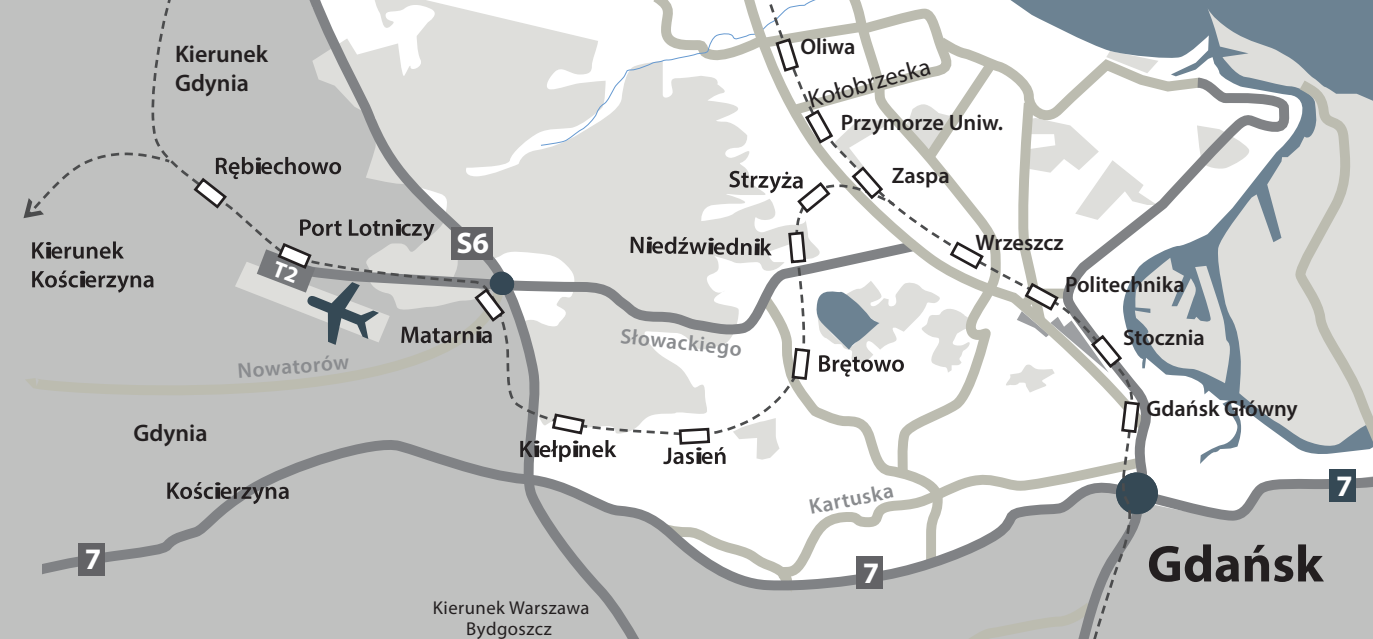 Kierunek
Gdynia
Oliwa
Kołobrzeska
Przymorze Uniw.
Rębiechowo
Strzyża
Zaspa
Port Lotniczy
S6
Niedźwiednik
Wrzeszcz
Kierunek
Kościerzyna
T2
Politechnika
Matarnia
Słowackiego
Stocznia
Nowatorów
Brętowo
Gdańsk Główny
Gdynia
Kiełpinek
Jasień
Kościerzyna
Kartuska
7
7
7
Gdańsk
Kierunek Warszawa
Bydgoszcz